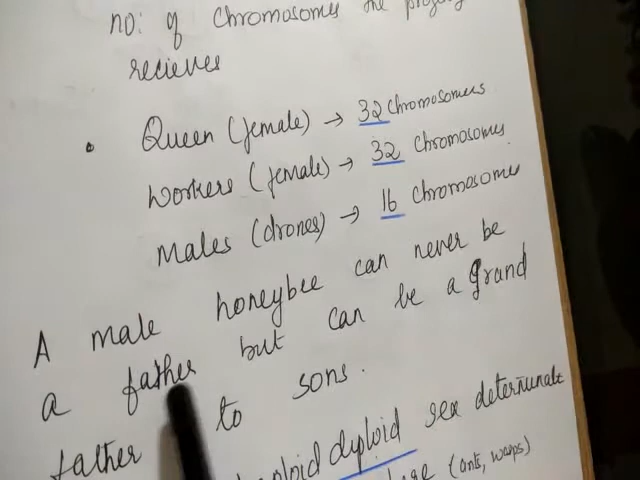 no: of chromosomes the progeny
recieves
• Queen (female) → 32 chromosomes
Workers (female) → 32 chromosomes
Males (drones) → 16 chromosomes
A male honeybee can never be
a father but can be a grand
father to sons.
diploid sex determinate
(ants, wasps)